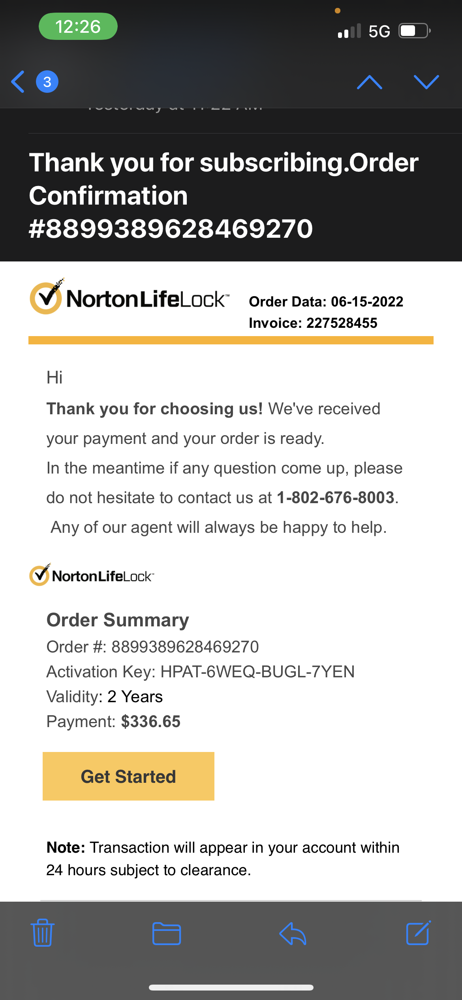 12:26
5G
3
Yesterday at 11:22 AM
Thank you for subscribing.Order
Confirmation
#8899389628469270
NortonLifeLock™
Order Data: 06-15-2022
Invoice: 227528455
Hi
Thank you for choosing us! We've received
your payment and your order is ready.
In the meantime if any question come up, please
do not hesitate to contact us at 1-802-676-8003.
Any of our agent will always be happy to help.
NortonLifeLock™
Order Summary
Order #: 8899389628469270
Activation Key: HPAT-6WEQ-BUGL-7YEN
Validity: 2 Years
Payment: $336.65
Get Started
Note: Transaction will appear in your account within
24 hours subject to clearance.